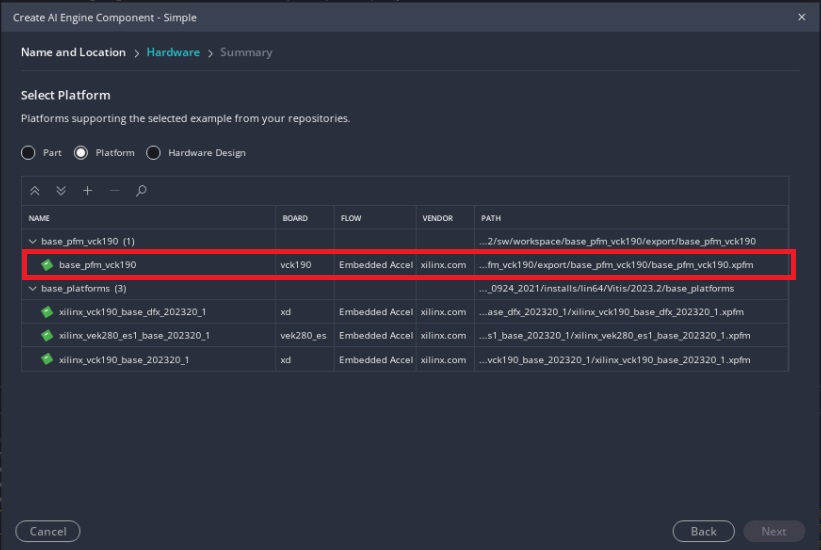 Create AI Engine Component - Simple
Name and Location > Hardware > Summary
Select Platform
Platforms supporting the selected example from your repositories.
Part Platform Hardware Design
NAME BOARD FLOW VENDOR PATH
base_pfm_vck190 (1) ...2/sw/workspace/base_pfm_vck190/export/base_pfm_vck190
base_pfm_vck190 vck190 Embedded Accel xilinx.com ...fm_vck190/export/base_pfm_vck190/base_pfm_vck190.xpfm
base_platforms (3) ..._0924_2021/installs/lin64/Vitis/2023.2/base_platforms
xilinx_vck190_base_dfx_202320_1 xd Embedded Accel xilinx.com ...ase_dfx_202320_1/xilinx_vck190_base_dfx_202320_1.xpfm
xilinx_vek280_es1_base_202320_1 vek280_es Embedded Accel xilinx.com ...s1_base_202320_1/xilinx_vek280_es1_base_202320_1.xpfm
xilinx_vck190_base_202320_1 xd Embedded Accel xilinx.com ...vck190_base_202320_1/xilinx_vck190_base_202320_1.xpfm
Cancel Back Next